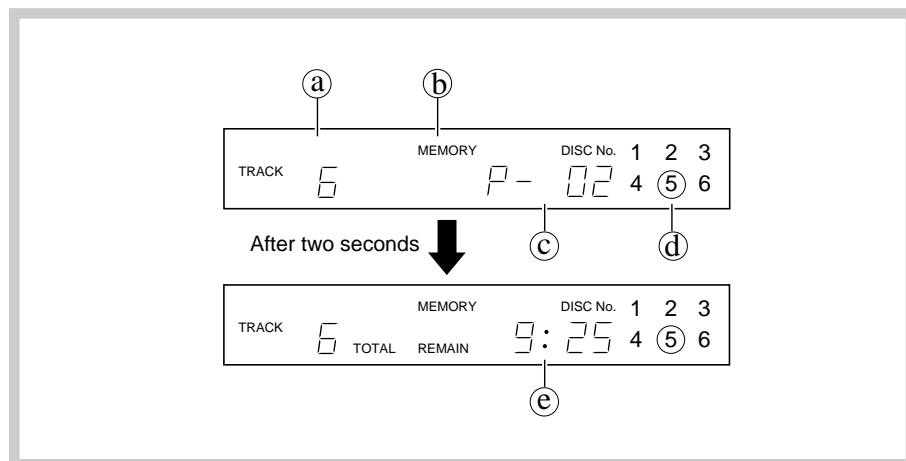 a b
MEMORY DISC No. 1 2 3
TRACK 6 P- 02 4 5 6
After two seconds c d
MEMORY DISC No. 1 2 3
TRACK 6 TOTAL REMAIN 9:25 4 5 6
e